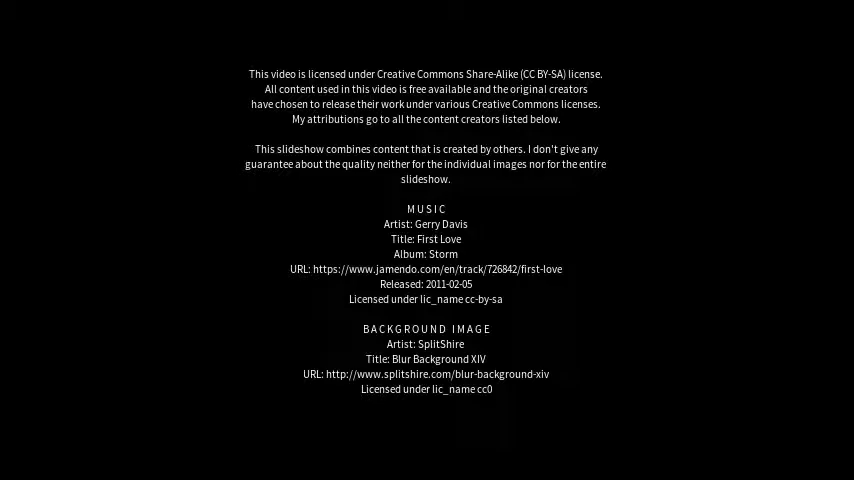 This video is licensed under Creative Commons Share-Alike (CC BY-SA) license.
All content used in this video is free available and the original creators
have chosen to release their work under various Creative Commons licenses.
My attributions go to all the content creators listed below.
This slideshow combines content that is created by others. I don't give any
guarantee about the quality neither for the individual images nor for the entire
slideshow.
MUSIC
Artist: Gerry Davis
Title: First Love
Album: Storm
URL: https://www.jamendo.com/en/track/726842/first-love
Released: 2011-02-05
Licensed under lic_name cc-by-sa
BACKGROUND IMAGE
Artist: SplitShire
Title: Blur Background XIV
URL: http://www.splitshire.com/blur-background-xiv
Licensed under lic_name cc0